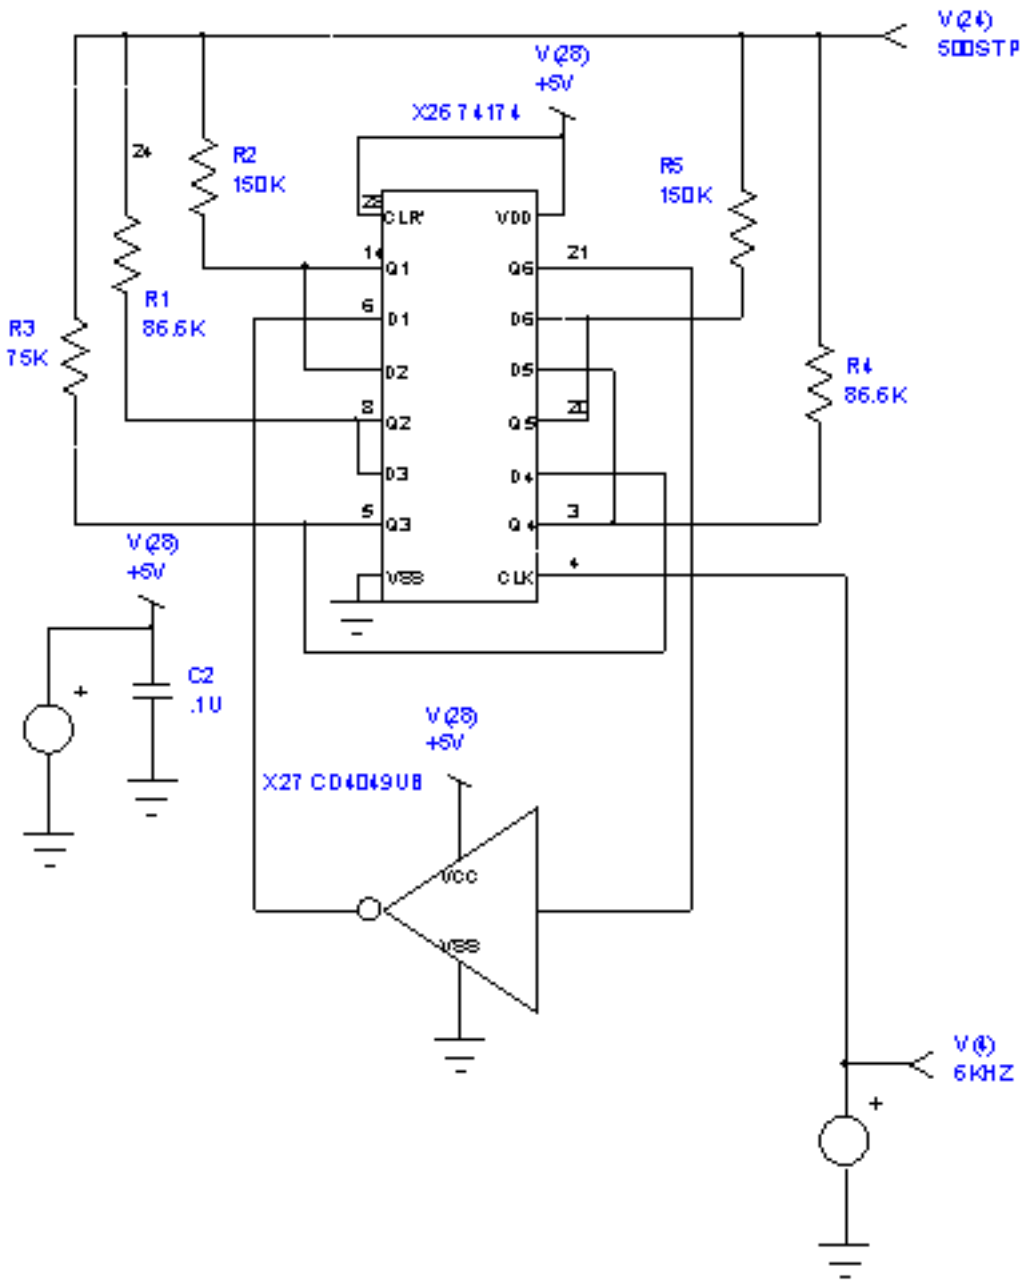 V(24)
500STP
V(28)
+5V
X26 74174
24
R2
150K
R5
150K
28
CLR'
VDD
14
Q1
Q6
21
R1
86.6K
6
D1
D6
R3
75K
D2
D5
R4
86.6K
8
Q2
Q5
20
D3
D4
5
Q3
Q4
3
V(28)
+5V
VSS
CLK
4
C2
.1U
+
V(28)
+5V
X27 CD4049UB
VCC
VSS
V(4)
6KHZ
+